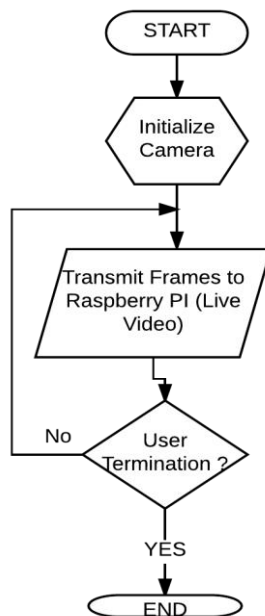 START
Initialize
Camera
Transmit Frames to
Raspberry PI (Live
Video)
No
User
Termination ?
YES
END